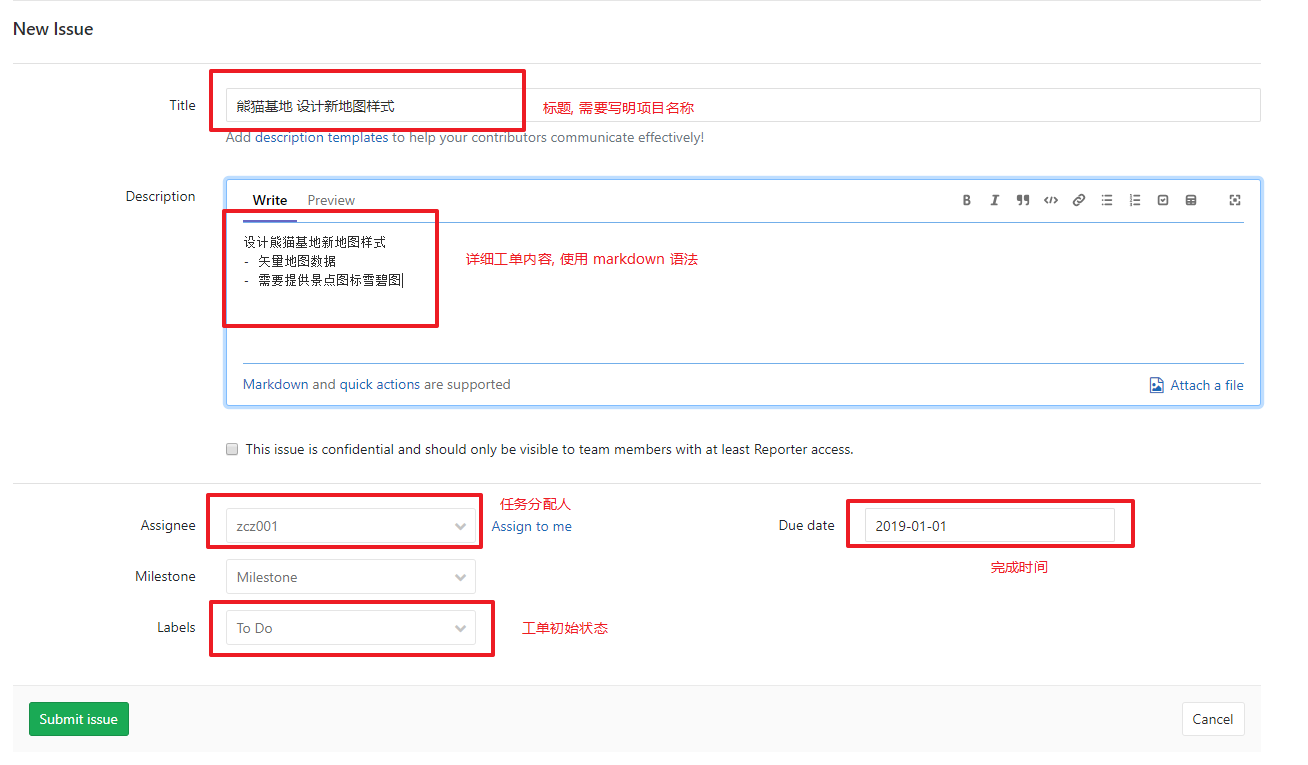 New Issue
Title
熊猫基地 设计新地图样式
标题, 需要写明项目名称
Add description templates to help your contributors communicate effectively!
Description
Write Preview
设计熊猫基地新地图样式
- 矢量地图数据
- 需要提供景点图标雪碧图
详细工单内容, 使用 markdown 语法
Markdown and quick actions are supported
Attach a file
This issue is confidential and should only be visible to team members with at least Reporter access.
任务分配人
Assignee
zcz001
Assign to me
Due date
2019-01-01
完成时间
Milestone
Milestone
Labels
To Do
工单初始状态
Submit issue
Cancel